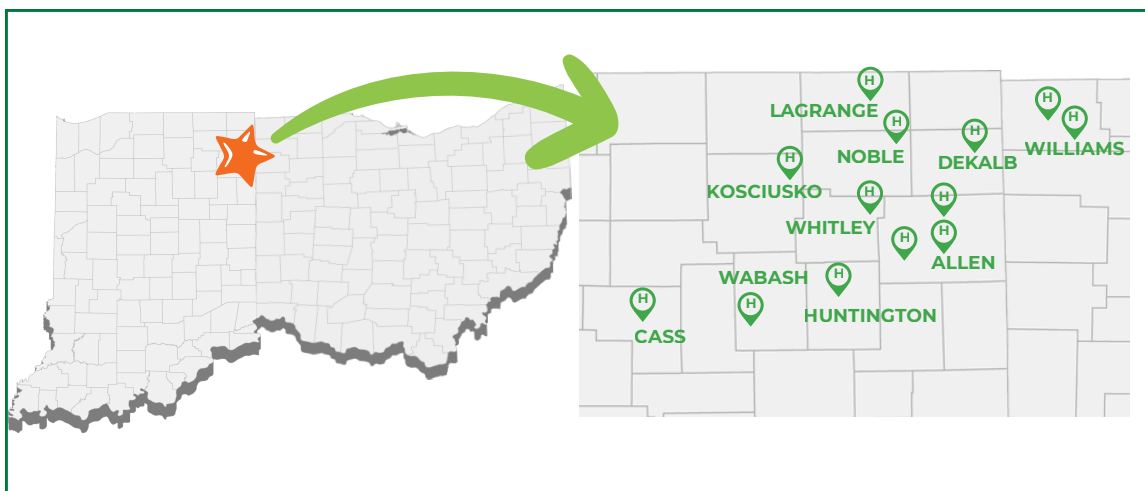 H
LAGRANGE
H
H
WILLIAMS
H
NOBLE
H
DEKALB
H
KOSCIUSKO
H
WHITLEY
H
H
H
ALLEN
WABASH
H
HUNTINGTON
H
H
CASS